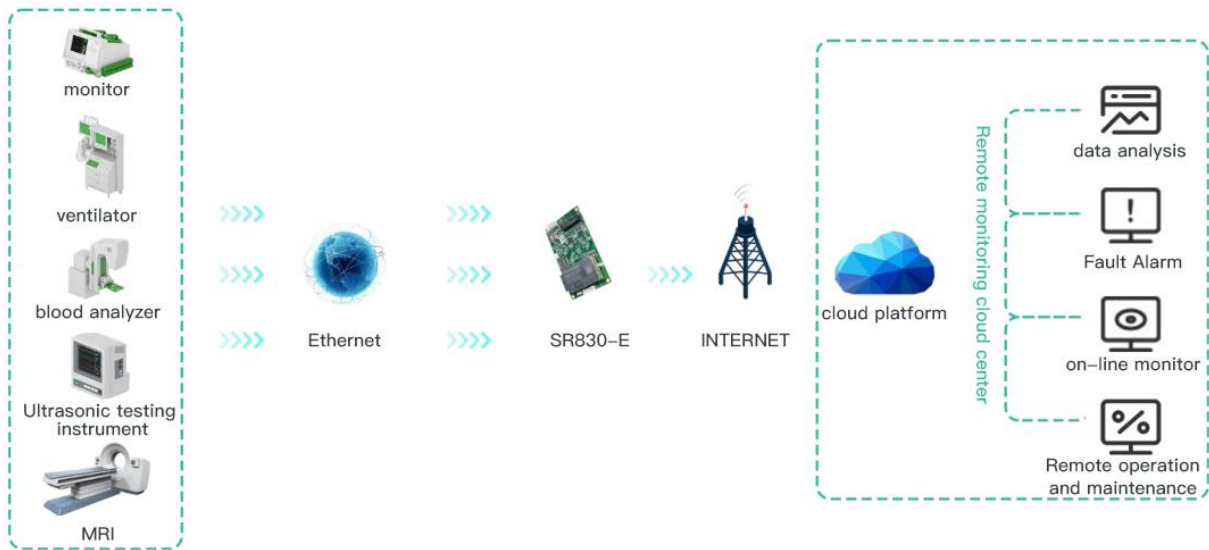 monitor
ventilator
blood analyzer
Ultrasonic testing
instrument
MRI
Ethernet
SR830-E
INTERNET
cloud platform
Remote monitoring cloud center
data analysis
Fault Alarm
on-line monitor
Remote operation
and maintenance